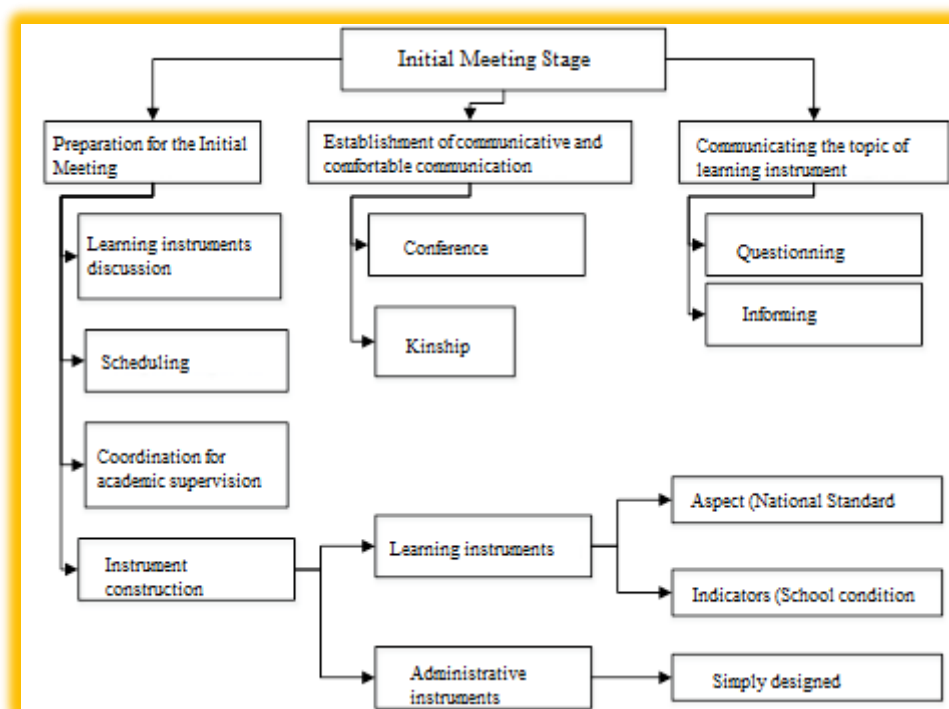 Initial Meeting Stage
Preparation for the Initial
Meeting
Establishment of communicative and
comfortable communication
Communicating the topic of
learning instrument
Learning instruments
discussion
Conference
Questionning
Informing
Kinship
Scheduling
Coordination for
academic supervision
Instrument
construction
Learning instruments
Aspect (National Standard
Indicators (School condition
Administrative
instruments
Simply designed